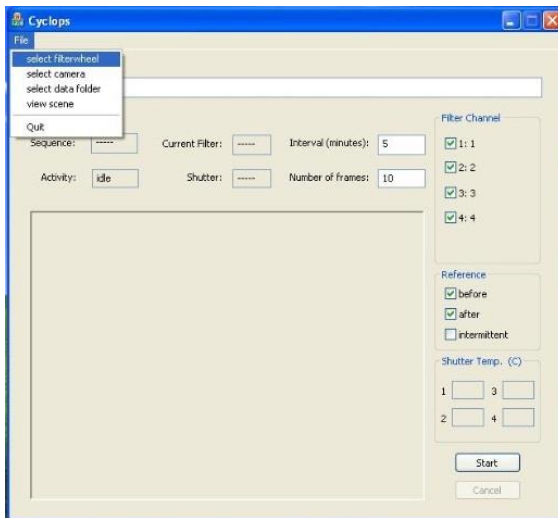 Cyclops
File
select filterwheel
select camera
select data folder
view scene
Quit
Sequence: ----- Current Filter: ----- Interval (minutes): 5
Activity: idle Shutter: ----- Number of frames: 10
Filter Channel
1: 1
2: 2
3: 3
4: 4
Reference
before
after
intermittent
Shutter Temp. (C)
1 3
2 4
Start
Cancel